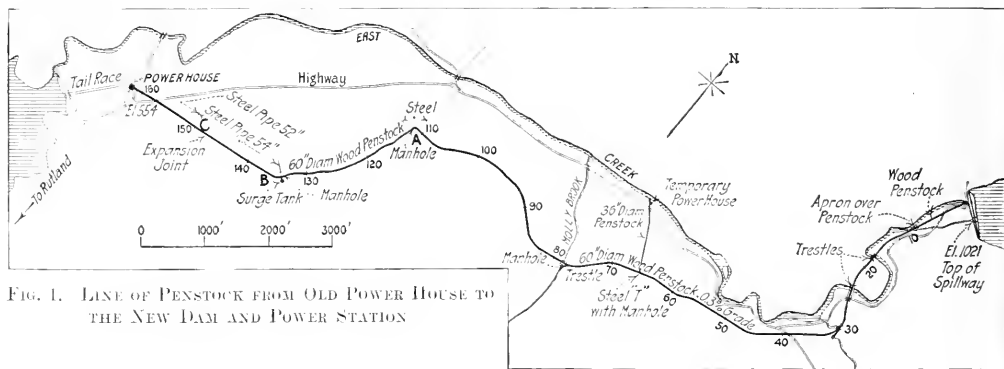 EAST
N
Tail Race
POWER HOUSE
Highway
160
El.554
Steel Pipe 52"
Steel Pipe 54"
150
C
Expansion
Joint
140
B
Surge Tank
130
Manhole
60"Diam Wood Penstock
120
Steel
110
A
Manhole
100
90
To Rutland
0 1000' 2000' 3000'
CREEK
HOLLY BROOK
36"Diam
Penstock
Temporary
Power House
Manhole
80
Trestle
70
60"Diam Wood Penstock-0.3% Grade
Steel "T"
with Manhole
60
50
40
30
20
Trestles
10
Apron over
Penstock
Wood
Penstock
El. 1021
Top of
Spillway
FIG. 1. LINE OF PENSTOCK FROM OLD POWER HOUSE TO
THE NEW DAM AND POWER STATION